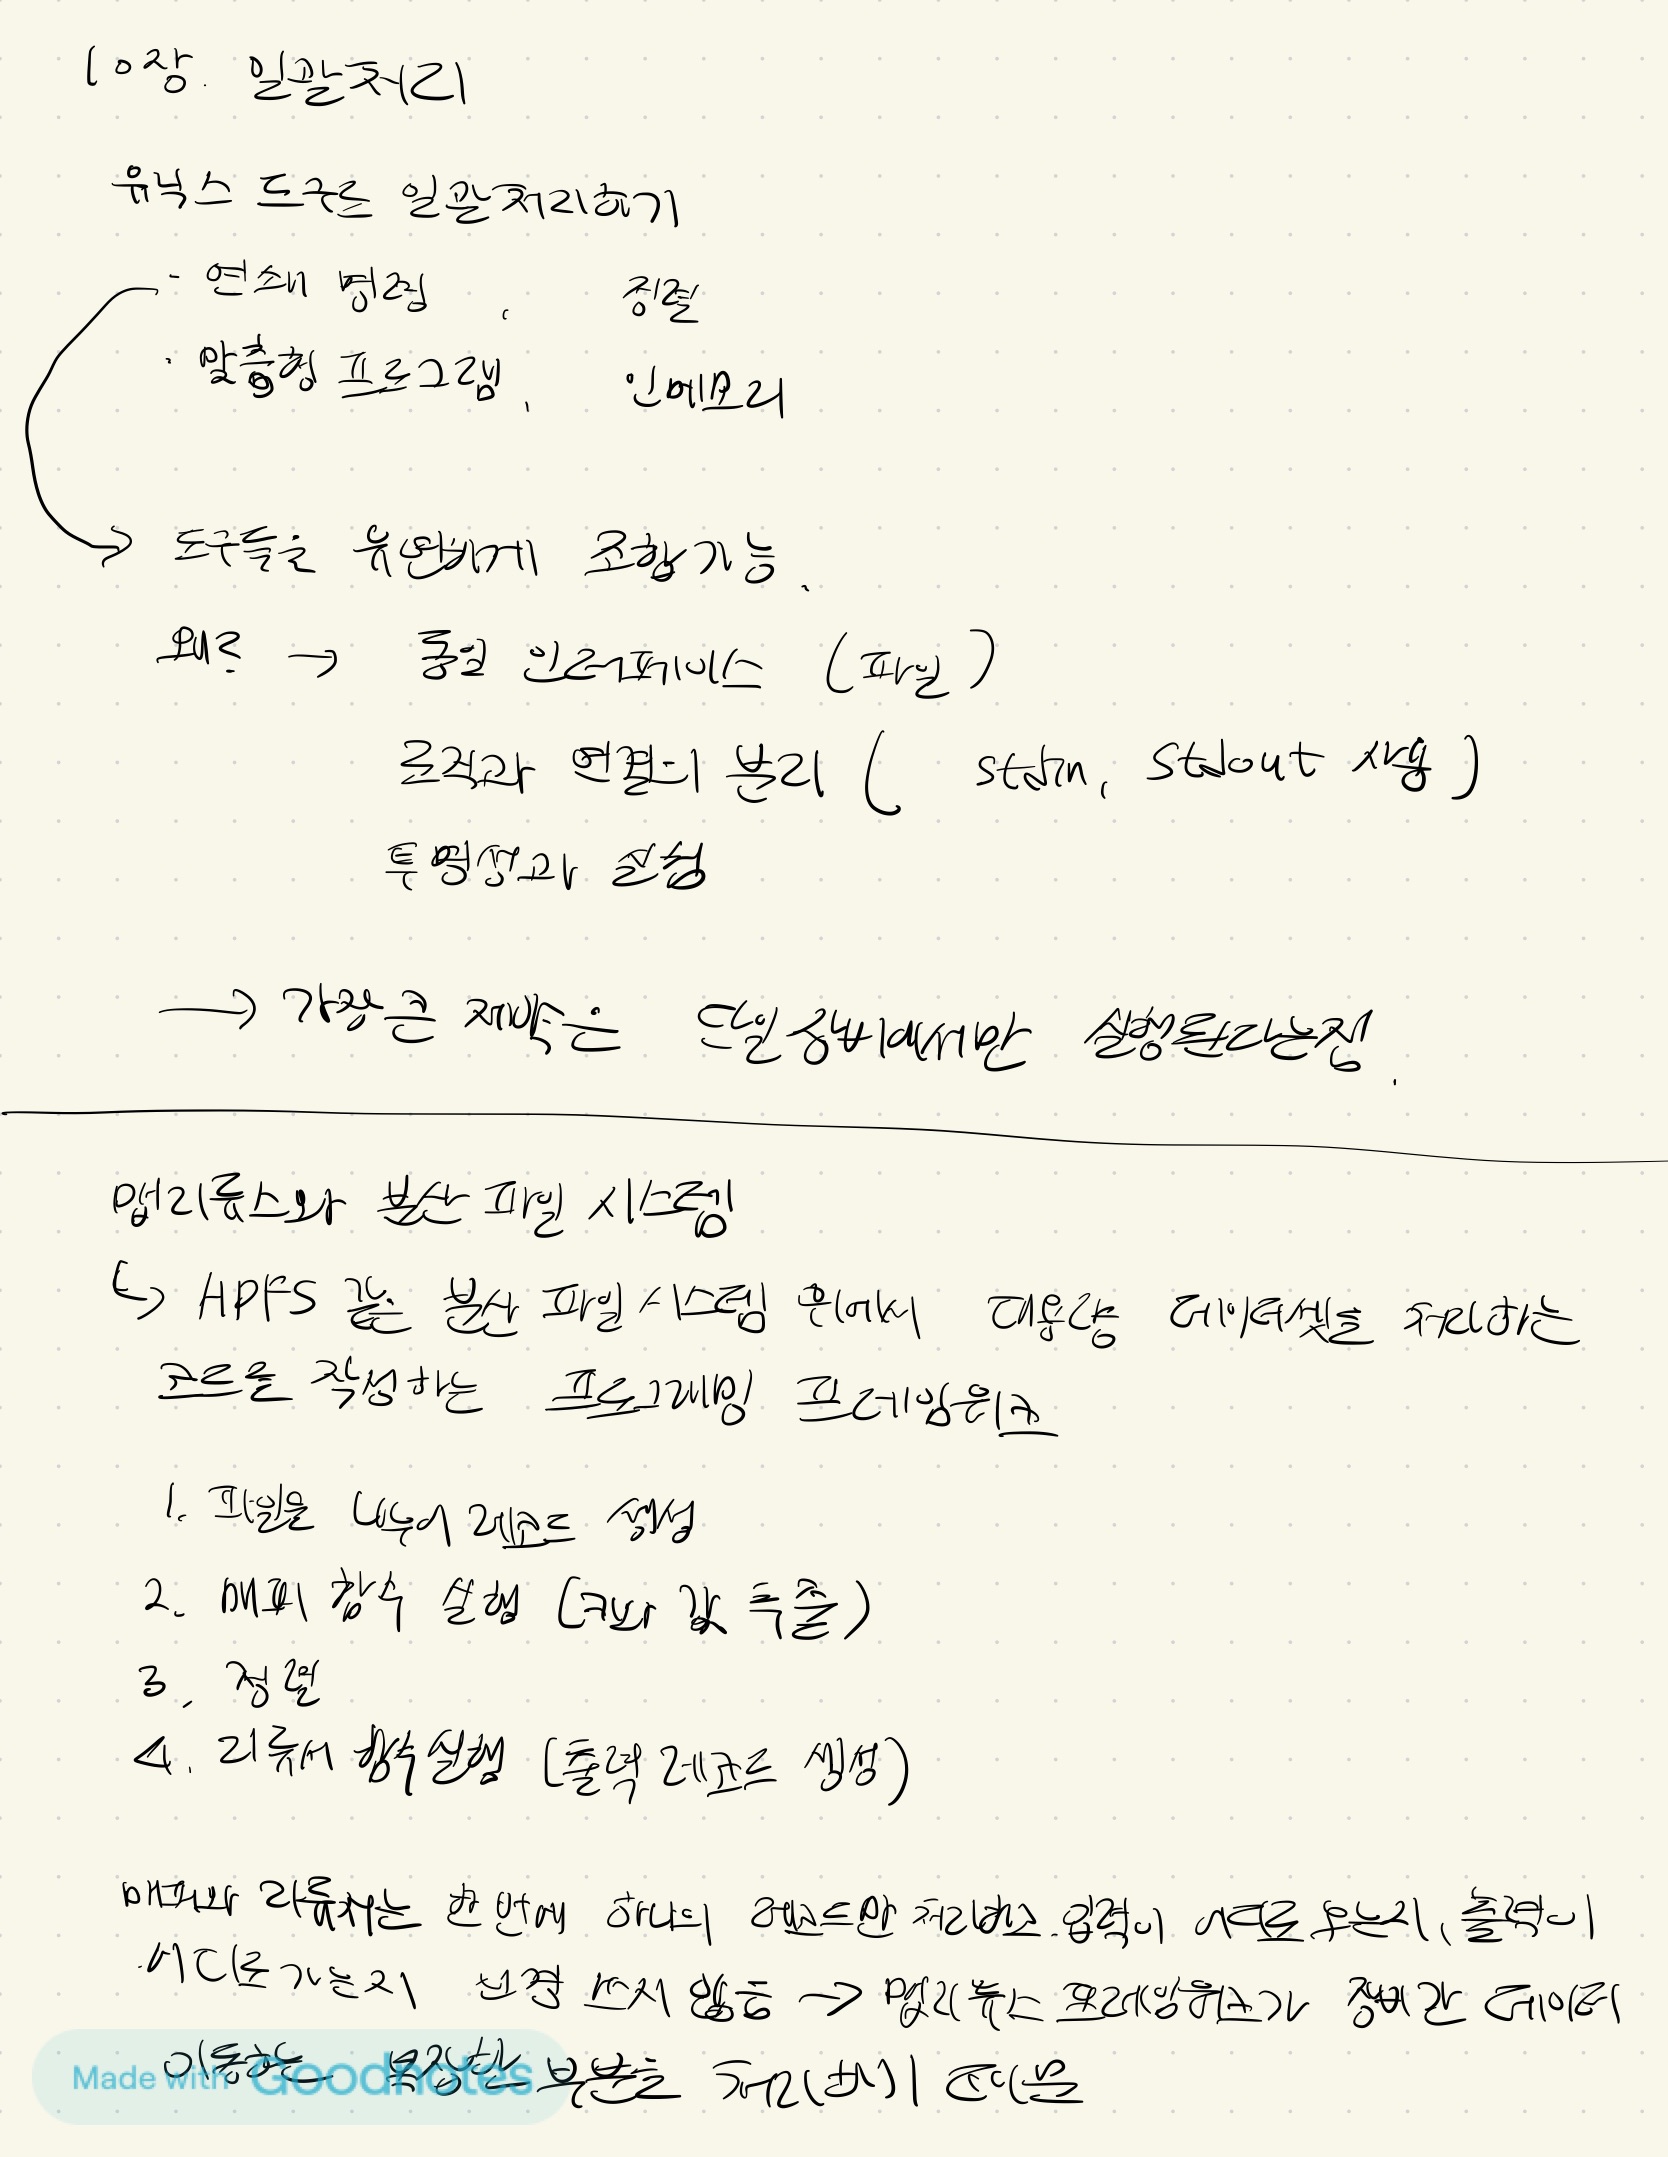 10장. 일괄처리
유닉스 도구로 일괄처리하기
· 연쇄 명령, 정렬
· 맞춤형 프로그램, 인메모리
→ 도구들을 유연하게 조합가능.
왜? → 동일 인터페이스 (파일)
로직과 연결의 분리 ( stdin, stdout 사용 )
투명성과 실험
→ 가장 큰 제약은 단일 장비에서만 실행된다는점.
맵리듀스와 분산 파일 시스템
↳ HDFS 같은 분산 파일 시스템 위에서 대용량 데이터셋을 처리하는
코드를 작성하는 프로그래밍 프레임워크
1. 파일을 나누어 레코드 생성
2. 매퍼 함수 실행 (키와 값 추출)
3. 정렬
4. 리듀서 함수 실행 (출력 레코드 생성)
매퍼와 리듀서는 한 번에 하나의 레코드만 처리하고 입력이 어디로 오는지, 출력이
어디로 가는지 신경 쓰지 않음 → 맵리듀스 프레임워크가 장비 간 데이터
이동하는 복잡한 부분을 처리하기 때문
Made with Goodnotes